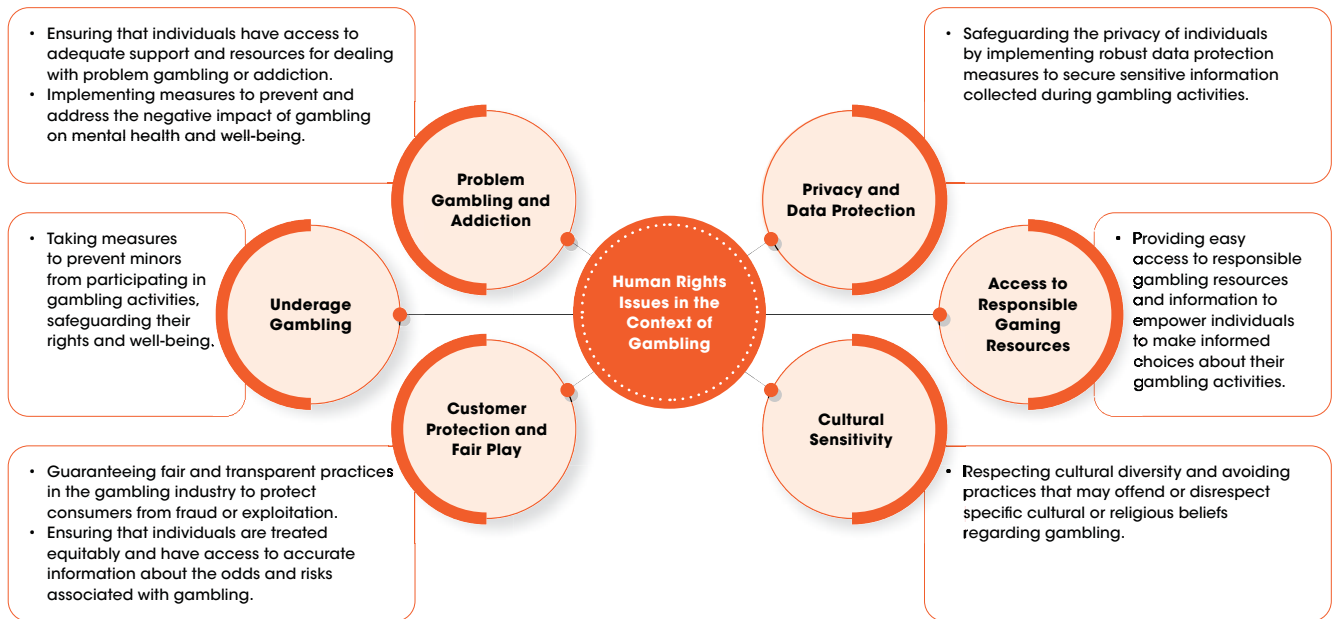 • Ensuring that individuals have access to
adequate support and resources for dealing
with problem gambling or addiction.
• Implementing measures to prevent and
address the negative impact of gambling
on mental health and well-being.
Problem
Gambling and
Addiction
• Safeguarding the privacy of individuals
by implementing robust data protection
measures to secure sensitive information
collected during gambling activities.
Privacy and
Data Protection
• Taking measures
to prevent minors
from participating in
gambling activities,
safeguarding their
rights and well-being.
Underage
Gambling
Human Rights
Issues in the
Context of
Gambling
Access to
Responsible
Gaming
Resources
• Providing easy
access to responsible
gambling resources
and information to
empower individuals
to make informed
choices about their
gambling activities.
Customer
Protection and
Fair Play
• Guaranteeing fair and transparent practices
in the gambling industry to protect
consumers from fraud or exploitation.
• Ensuring that individuals are treated
equitably and have access to accurate
information about the odds and risks
associated with gambling.
Cultural
Sensitivity
• Respecting cultural diversity and avoiding
practices that may offend or disrespect
specific cultural or religious beliefs
regarding gambling.